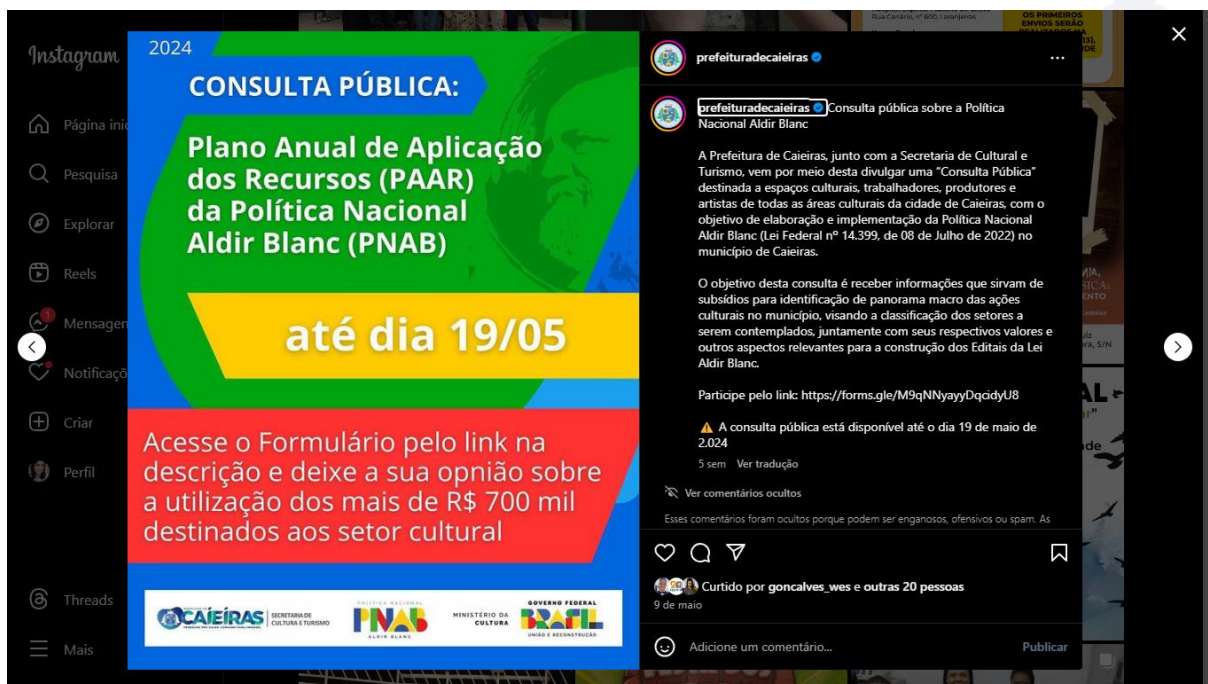 Instagram
Página inic
Pesquisa
Explorar
Reels
1
Mensagen
Notificaçõ
Criar
Perfil
Threads
Mais
2024
CONSULTA PÚBLICA:
Plano Anual de Aplicação
dos Recursos (PAAR)
da Política Nacional
Aldir Blanc (PNAB)
até dia 19/05
Acesse o Formulário pelo link na
descrição e deixe a sua opnião sobre
a utilização dos mais de R$ 700 mil
destinados aos setor cultural
CAIEIRAS
SECRETARIA DE
CULTURA E TURISMO
POLÍTICA NACIONAL
PNAB
ALDIR BLANC
MINISTÉRIO DA
CULTURA
GOVERNO FEDERAL
BRASIL
UNIÃO E RECONSTRUÇÃO
Rua Canário, nº 600, Laranjeiras
OS PRIMEIROS
ENVIOS SERÃO
prefeituradecaieiras
prefeituradecaieiras Consulta pública sobre a Política
Nacional Aldir Blanc
A Prefeitura de Caieiras, junto com a Secretaria de Cultural e
Turismo, vem por meio desta divulgar uma “Consulta Pública”
destinada a espaços culturais, trabalhadores, produtores e
artistas de todas as áreas culturais da cidade de Caieiras, com o
objetivo de elaboração e implementação da Política Nacional
Aldir Blanc (Lei Federal nº 14.399, de 08 de Julho de 2022) no
município de Caieiras.
O objetivo desta consulta é receber informações que sirvam de
subsídios para identificação de panorama macro das ações
culturais no município, visando a classificação dos setores a
serem contemplados, juntamente com seus respectivos valores e
outros aspectos relevantes para a construção dos Editais da Lei
Aldir Blanc.
Participe pelo link: https://forms.gle/M9qNNyayyDqcidyU8
⚠️ A consulta pública está disponível até o dia 19 de maio de
2.024
5 sem Ver tradução
Ver comentários ocultos
Esses comentários foram ocultos porque podem ser enganosos, ofensivos ou spam. As
Curtido por goncalves_wes e outras 20 pessoas
9 de maio
Adicione um comentário...
Publicar